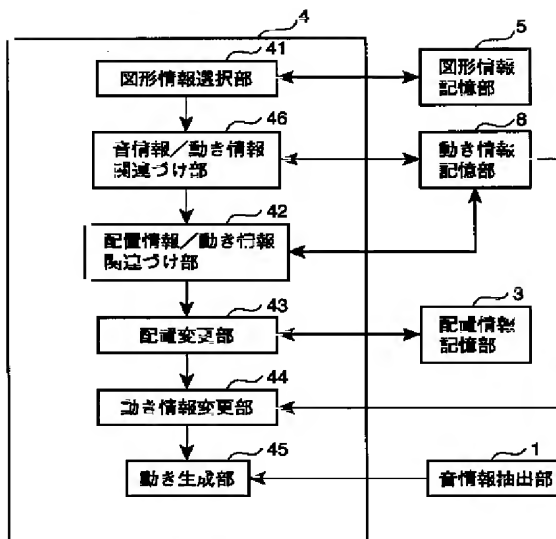 4
41
図形情報選択部
5
図形情報
記憶部
46
音情報／動き情報
関連づけ部
8
動き情報
記憶部
42
配置情報／動き情報
関連づけ部
43
配置変更部
3
配置情報
記憶部
44
動き情報変更部
45
動き生成部
1
音情報抽出部